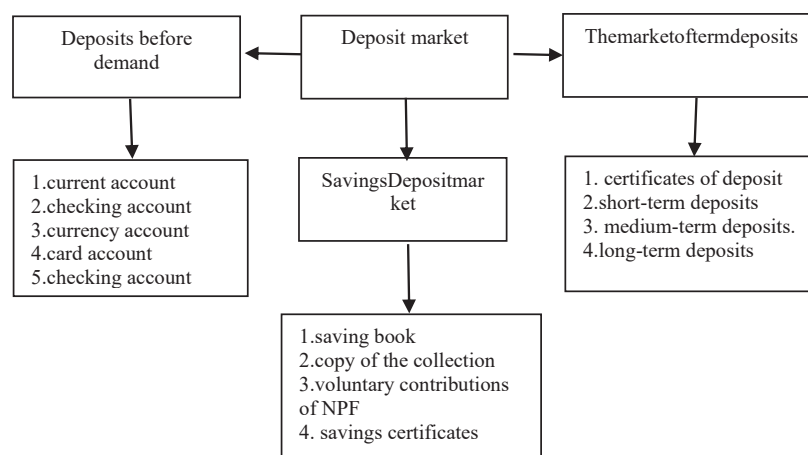 Deposits before
demand
Deposit market
Themarketoftermdeposits
1.current account
2.checking account
3.currency account
4.card account
5.checking account
SavingsDepositmar
ket
1. certificates of deposit
2.short-term deposits
3. medium-term deposits.
4.long-term deposits
1.saving book
2.copy of the collection
3.voluntary contributions
of NPF
4. savings certificates